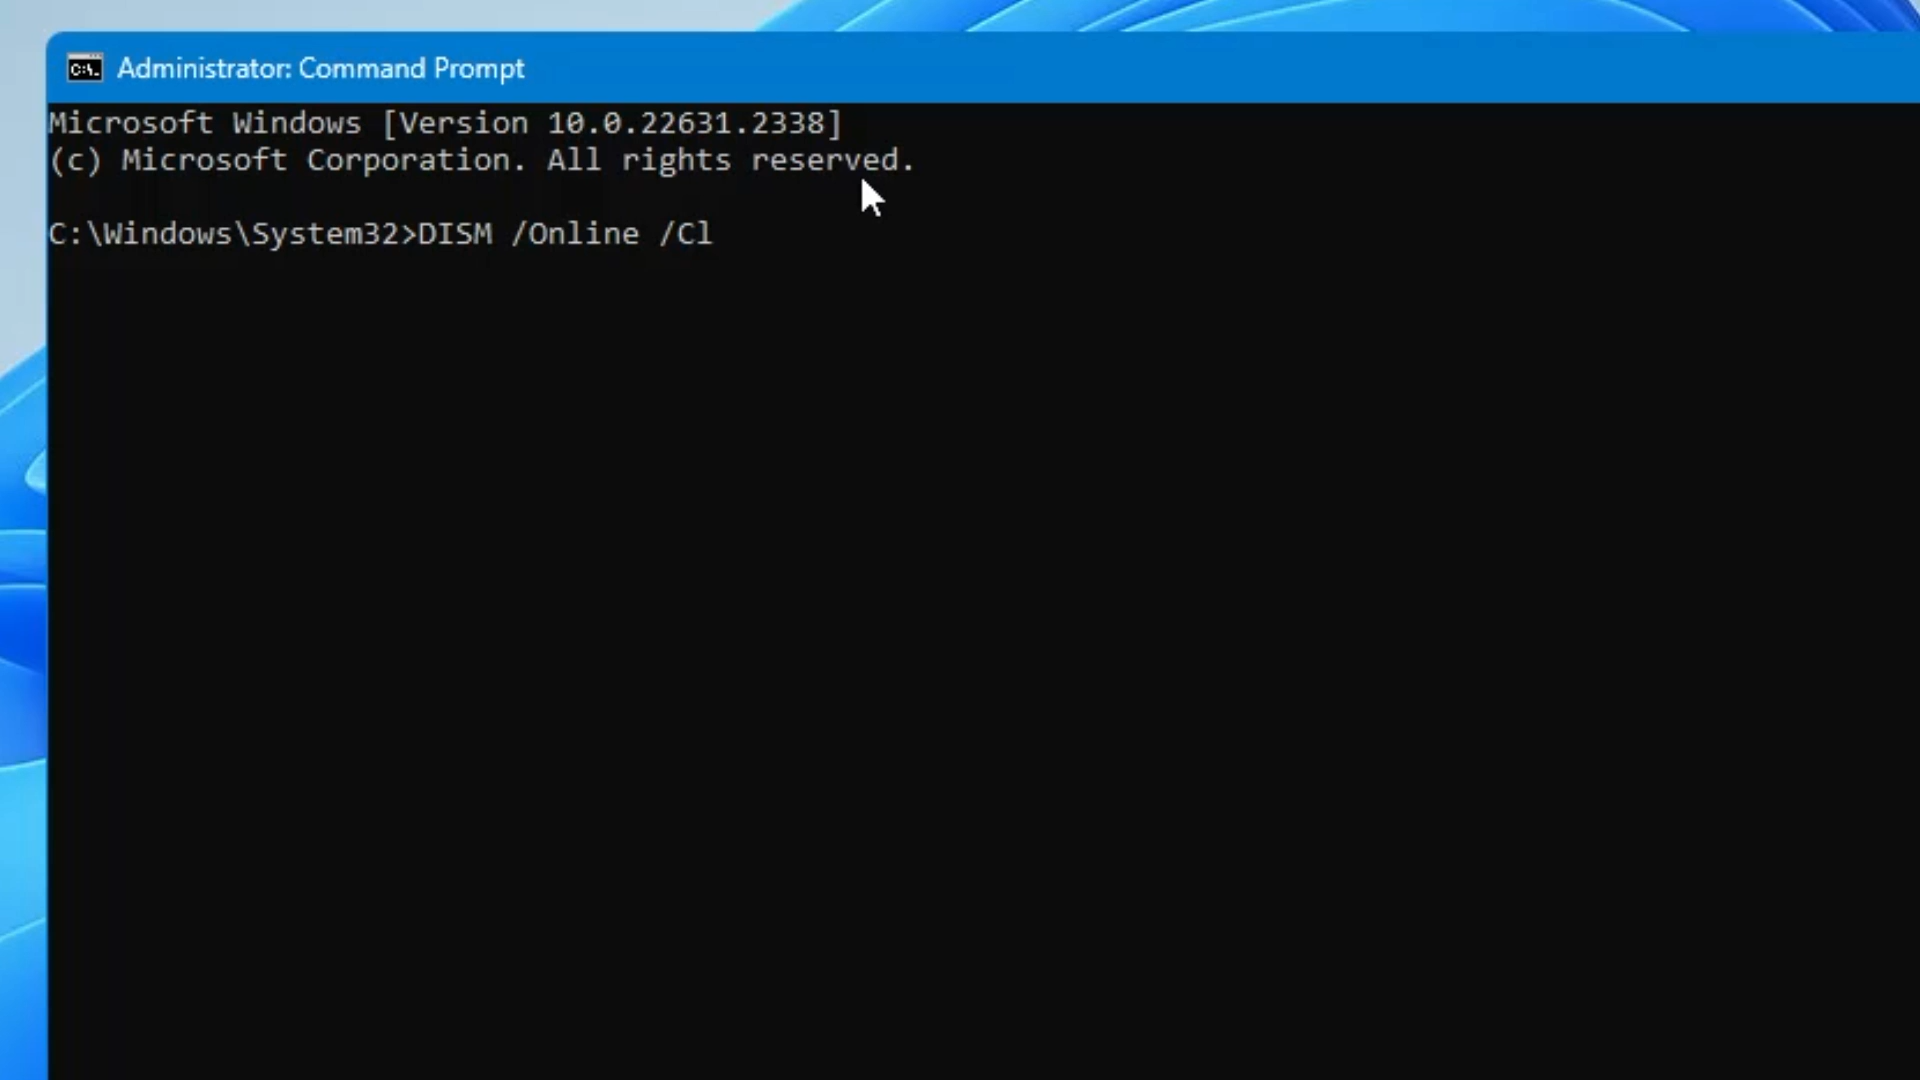 Administrator: Command Prompt
Microsoft Windows [Version 10.0.22631.2338]
(c) Microsoft Corporation. All rights reserved.
C:\Windows\System32>DISM /Online /Cl